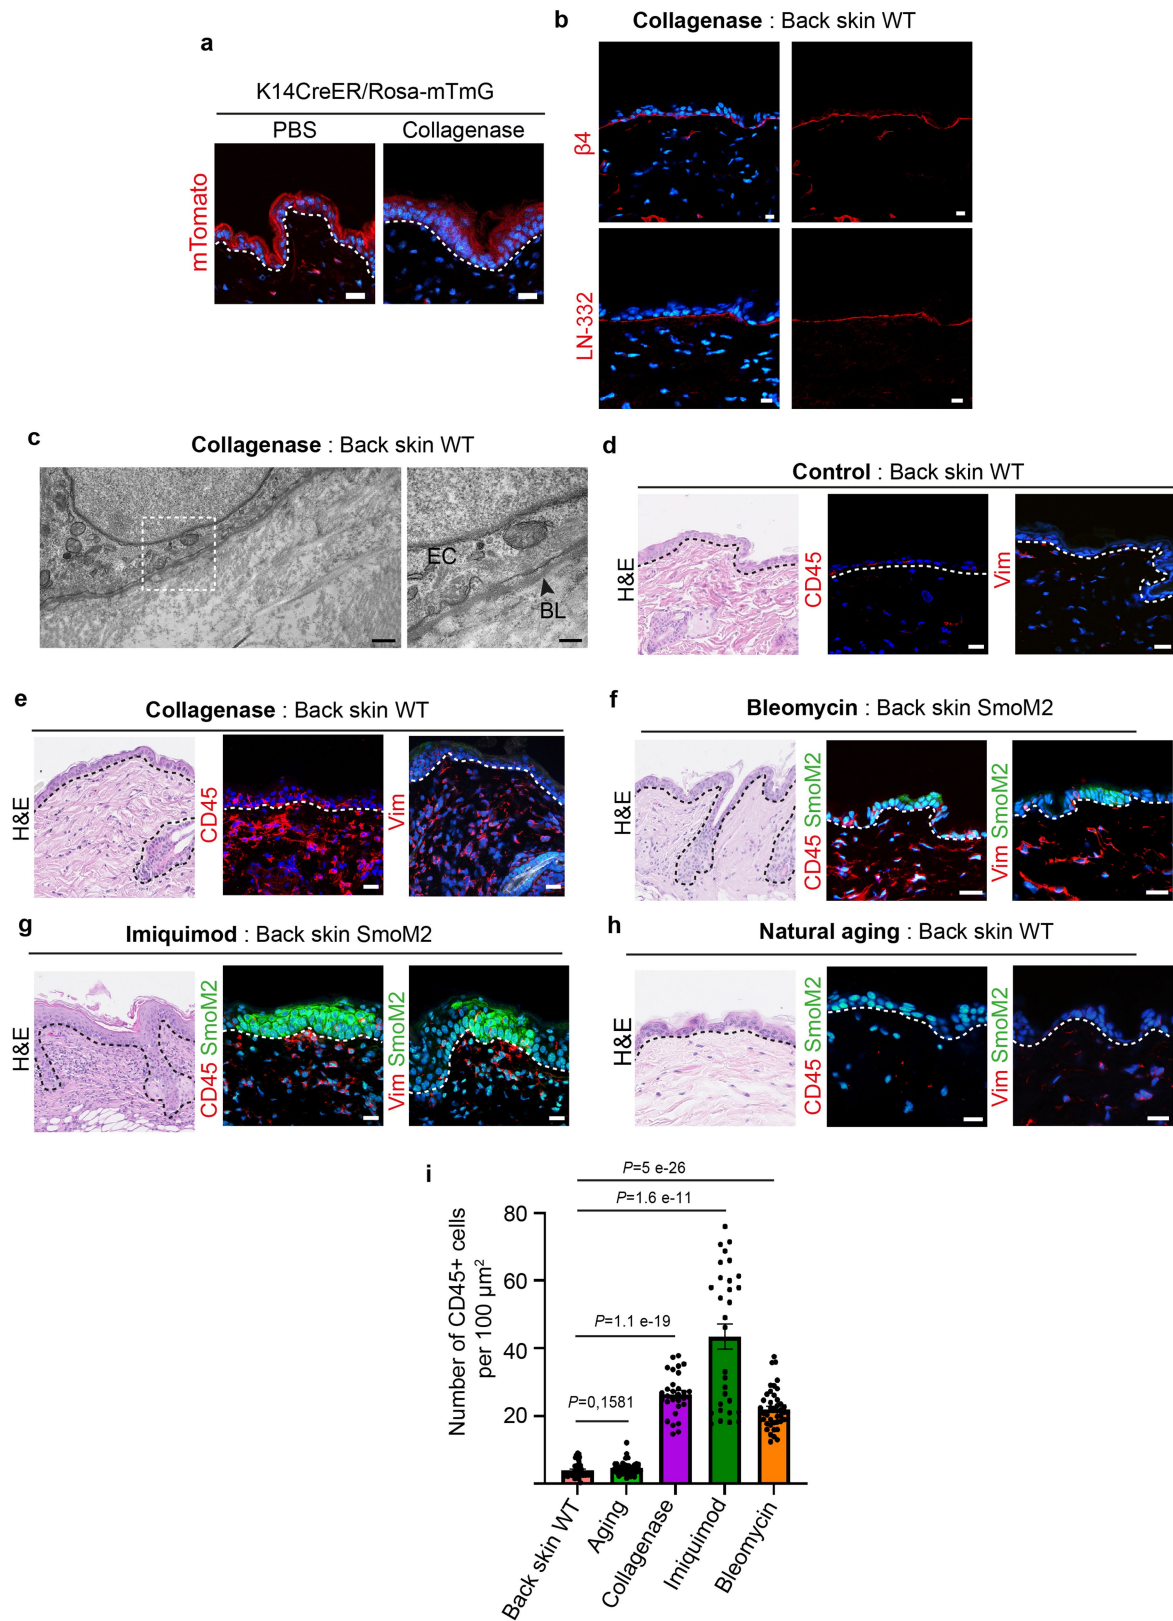 a
K14CreER/Rosa-mTmG
PBS
Collagenase
mTomato
b
Collagenase : Back skin WT
β4
LN-332
c
Collagenase : Back skin WT
EC
BL
d
Control : Back skin WT
H&E
CD45
Vim
e
Collagenase : Back skin WT
H&E
CD45
Vim
f
Bleomycin : Back skin SmoM2
H&E
CD45 SmoM2
Vim SmoM2
g
Imiquimod : Back skin SmoM2
H&E
CD45 SmoM2
Vim SmoM2
h
Natural aging : Back skin WT
H&E
CD45 SmoM2
Vim SmoM2
i
P=5 e-26
P=1.6 e-11
P=1.1 e-19
P=0,1581
Number of CD45+ cells
per 100 µm²
80
60
40
20
Back skin WT
Aging
Collagenase
Imiquimod
Bleomycin